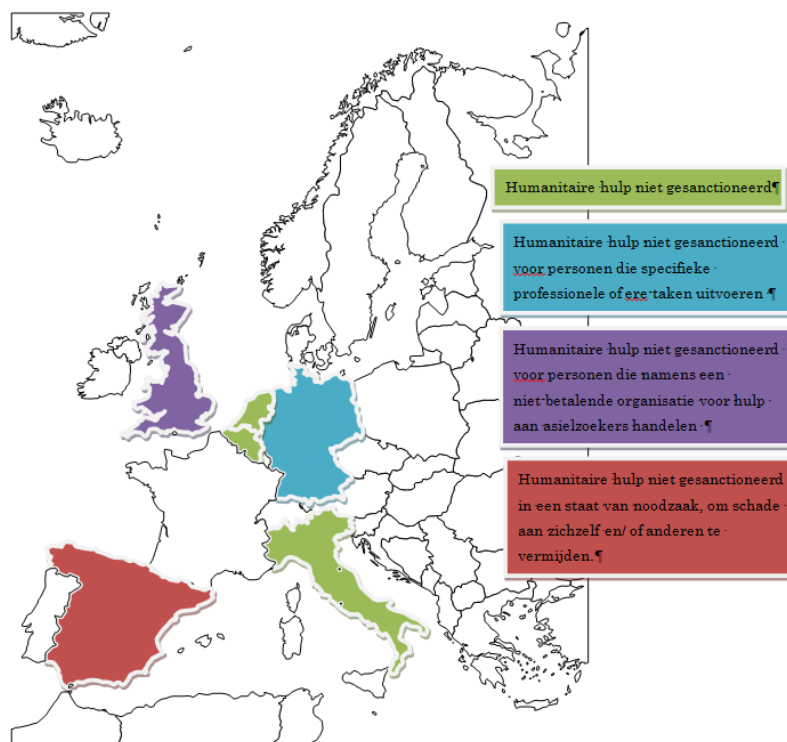 Humanitaire hulp niet gesanctioneerd¶
Humanitaire hulp niet gesanctioneerd
voor personen die specifieke
professionele of ere-taken uitvoeren ¶
Humanitaire hulp niet gesanctioneerd
voor personen die namens een
niet-betalende organisatie voor hulp
aan asielzoekers handelen ¶
Humanitaire hulp niet gesanctioneerd
in een staat van noodzaak, om schade
aan zichzelf en/ of anderen te
vermijden.¶